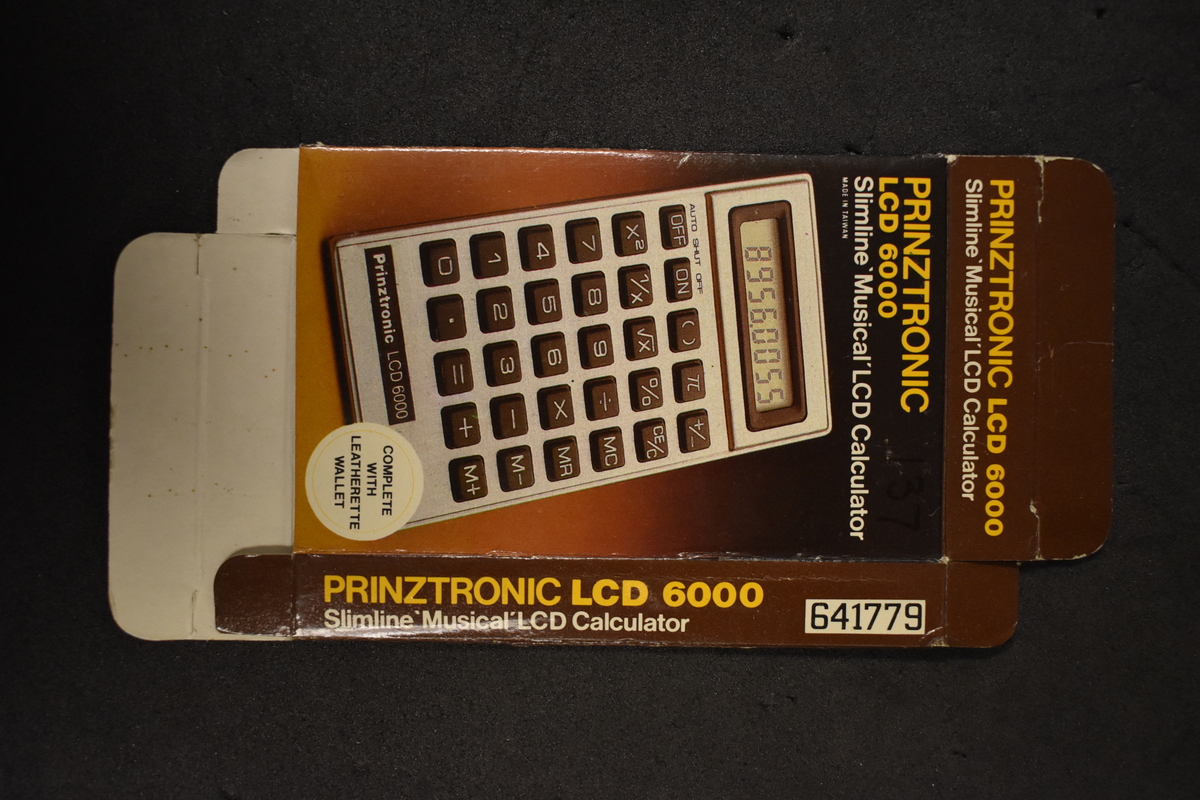 PRINZTRONIC
LCD 6000
Slimline `Musical´ LCD Calculator
MADE IN TAIWAN
8956.0055
AUTO SHUT OFF
OFF ON ( ) π +/−
X² 1/X √X % CE/C
7 8 9 ÷ MC
4 5 6 × MR
1 2 3 − M−
0 . = + M+
Prinztronic LCD 6000
COMPLETE
WITH
LEATHERETTE
WALLET
PRINZTRONIC LCD 6000
Slimline `Musical´ LCD Calculator
PRINZTRONIC LCD 6000
Slimline `Musical´ LCD Calculator
641779